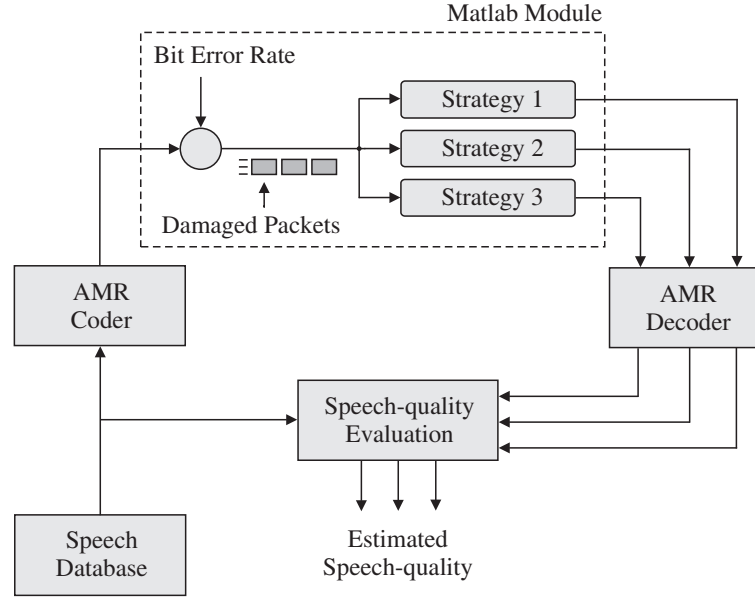 Matlab Module
Bit Error Rate
Strategy 1
Strategy 2
Strategy 3
Damaged Packets
AMR
Coder
AMR
Decoder
Speech-quality
Evaluation
Speech
Database
Estimated
Speech-quality